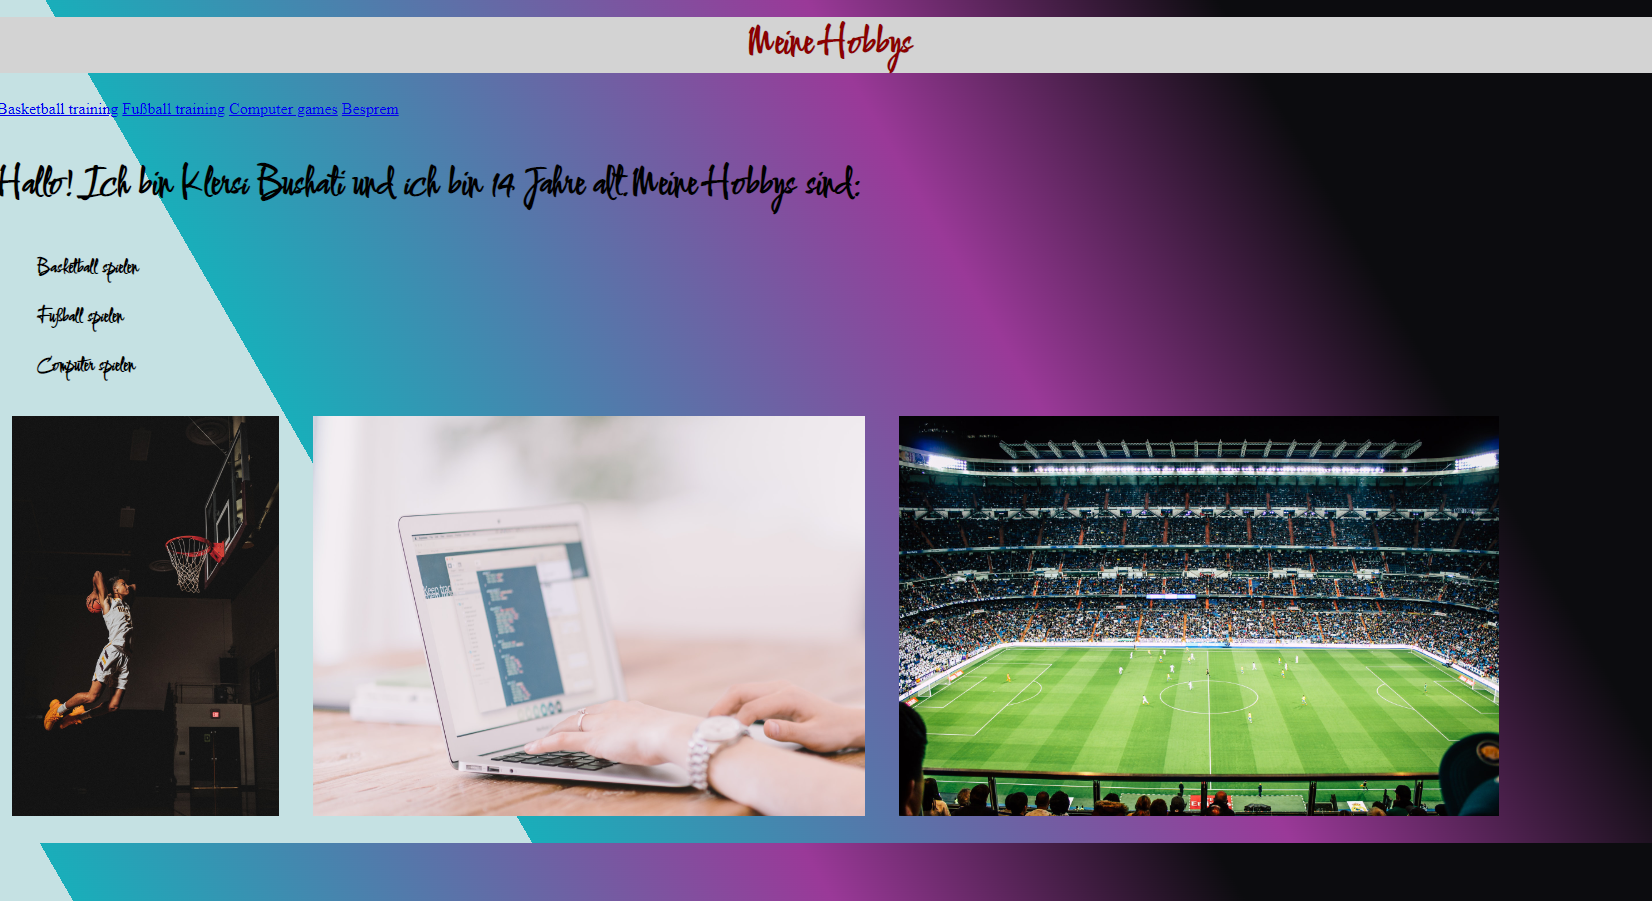 Meine Hobbys
Basketball training Fußball training Computer games Besprem
Hallo! Ich bin Klersi Bushati und ich bin 14 Jahre alt. Meine Hobbys sind:
Basketball spielen
Fußball spielen
Computer spielen